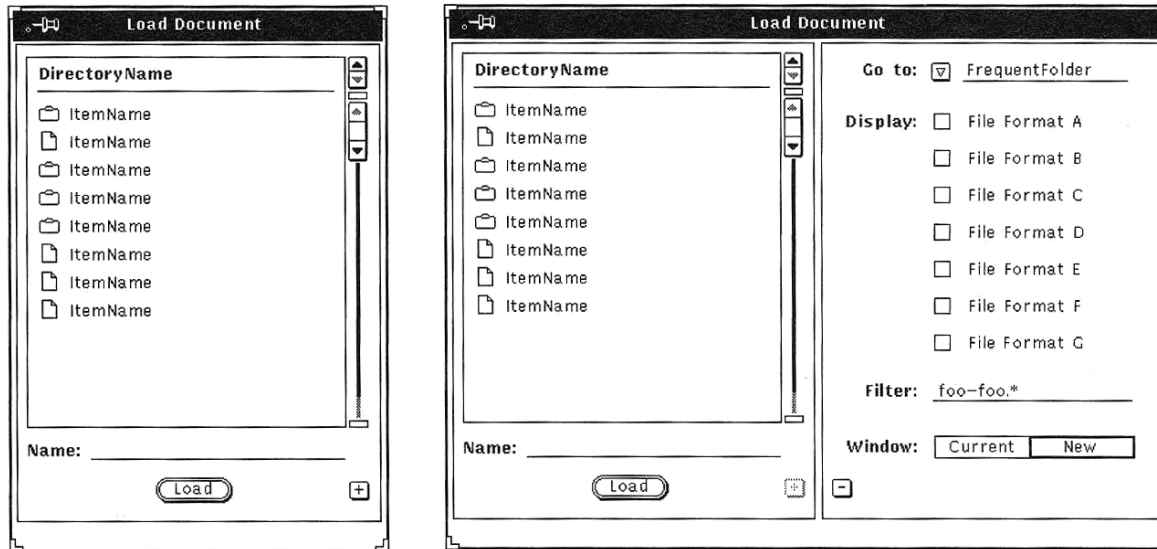 Load Document
DirectoryName
ItemName
ItemName
ItemName
ItemName
ItemName
ItemName
ItemName
ItemName
Name:
Load
+
Load Document
DirectoryName
ItemName
ItemName
ItemName
ItemName
ItemName
ItemName
ItemName
ItemName
Name:
Load
+
Go to: FrequentFolder
Display: File Format A
File Format B
File Format C
File Format D
File Format E
File Format F
File Format G
Filter: foo-foo.*
Window: Current New
-